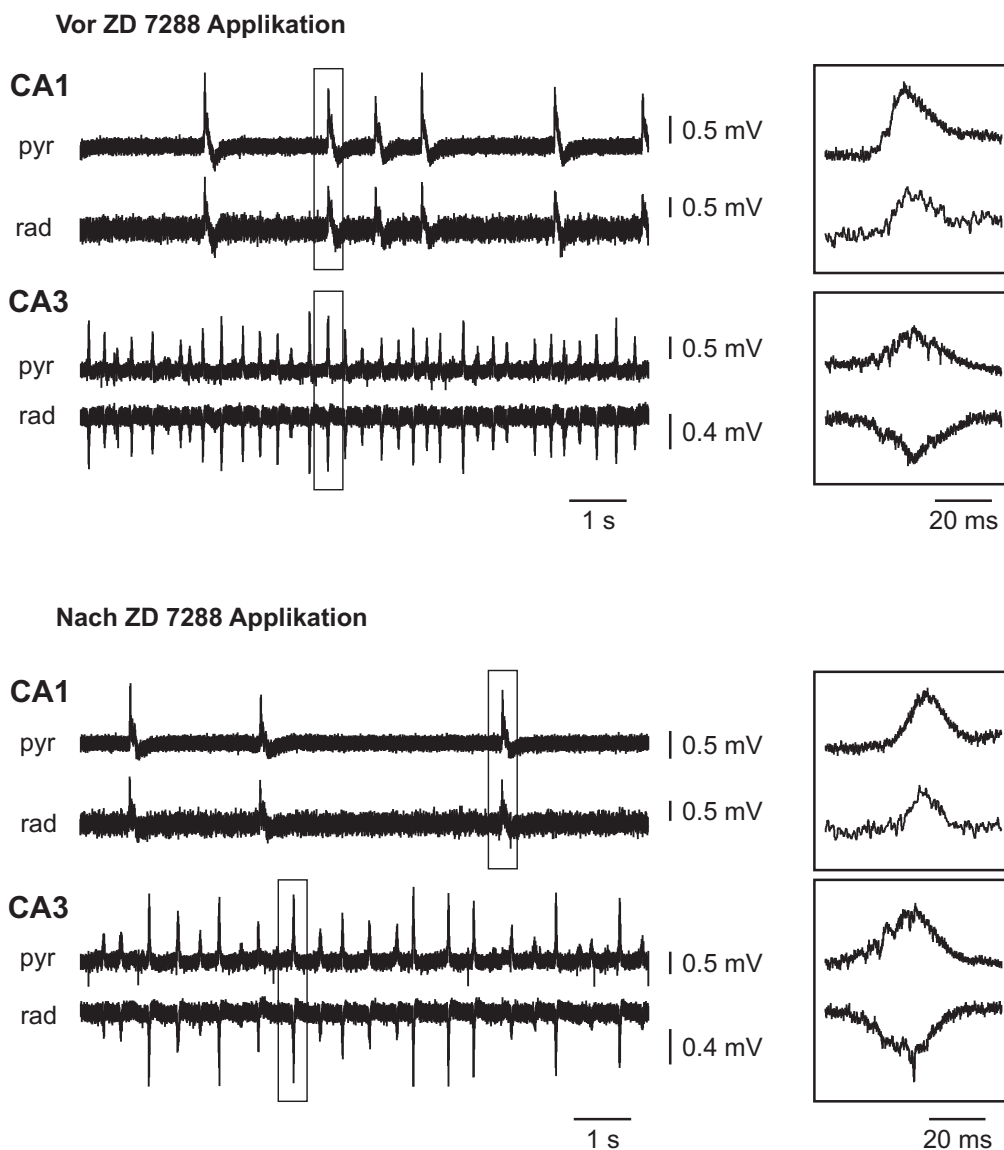 Vor ZD 7288 Applikation
CA1
pyr
0.5 mV
rad
0.5 mV
CA3
pyr
0.5 mV
rad
0.4 mV
1 s
20 ms
Nach ZD 7288 Applikation
CA1
pyr
0.5 mV
rad
0.5 mV
CA3
pyr
0.5 mV
rad
0.4 mV
1 s
20 ms